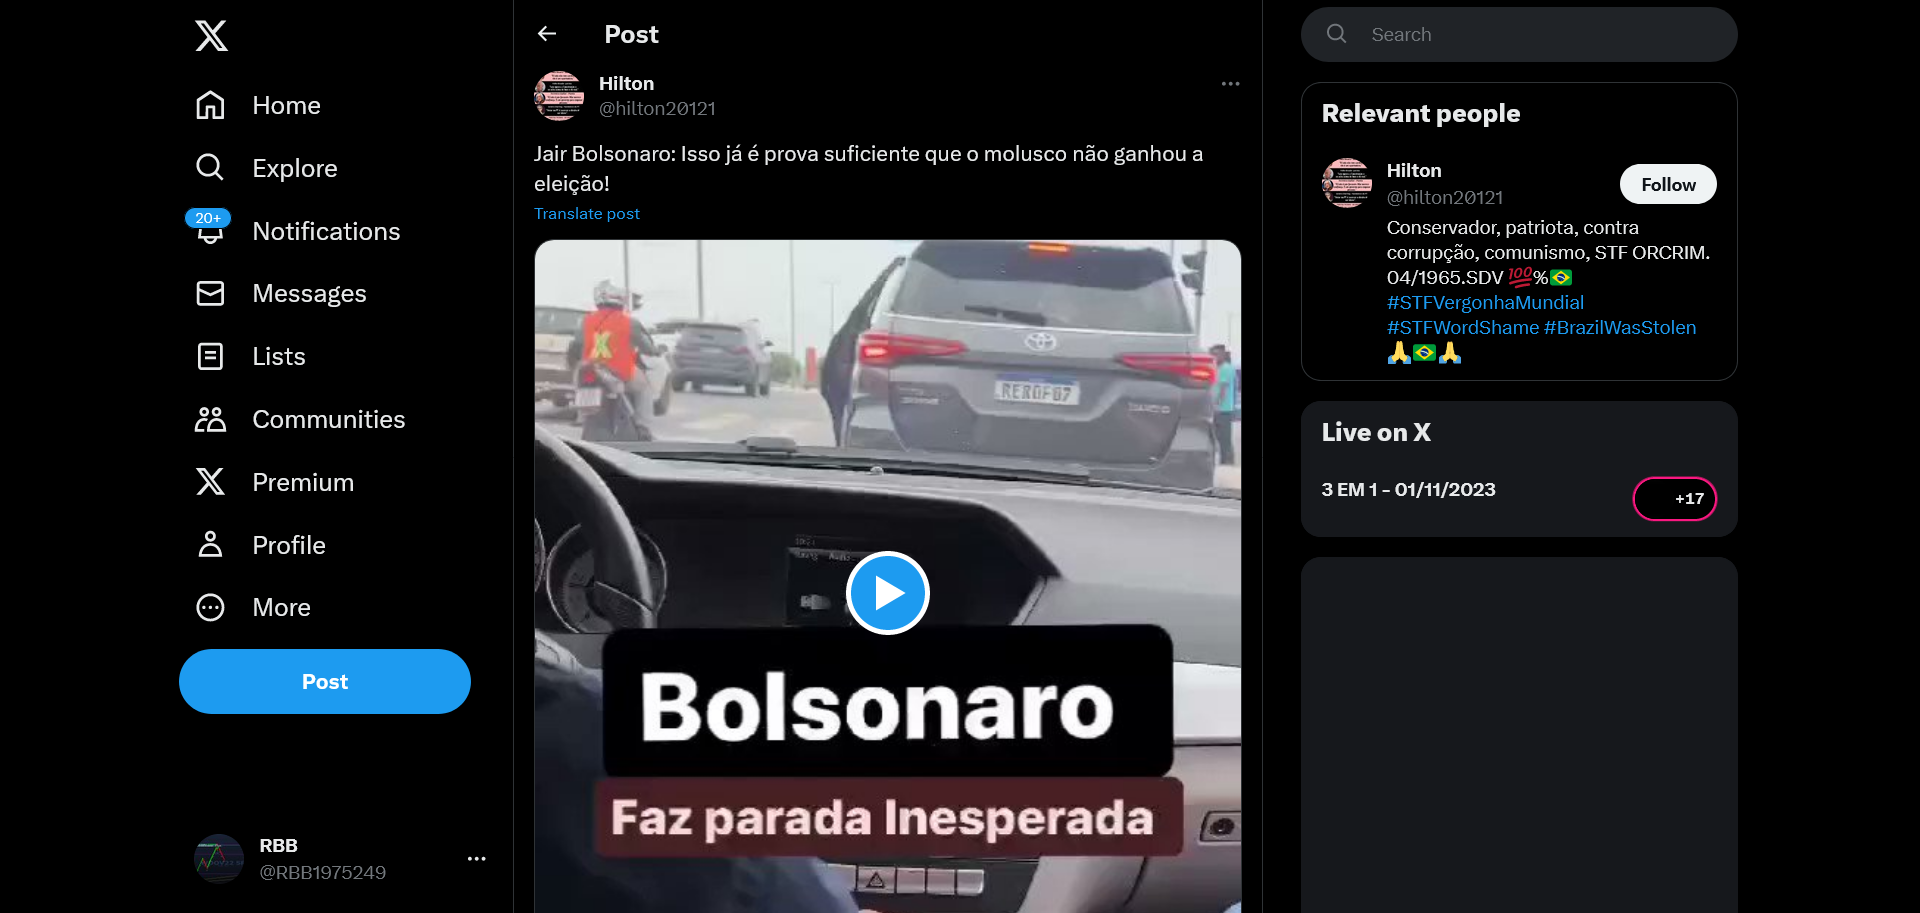 Home
Explore
20+
Notifications
Messages
Lists
Communities
Premium
Profile
More
Post
RBB
@RBB1975249
Post
Hilton
@hilton20121
Jair Bolsonaro: Isso já é prova suficiente que o molusco não ganhou a
eleição!
Translate post
Bolsonaro
Faz parada Inesperada
Search
Relevant people
Hilton
@hilton20121
Follow
Conservador, patriota, contra
corrupção, comunismo, STF ORCRIM.
04/1965.SDV 💯%🇧🇷
#STFVergonhaMundial
#STFWordShame #BrazilWasStolen
🙏🇧🇷🙏
Live on X
3 EM 1 - 01/11/2023
+17